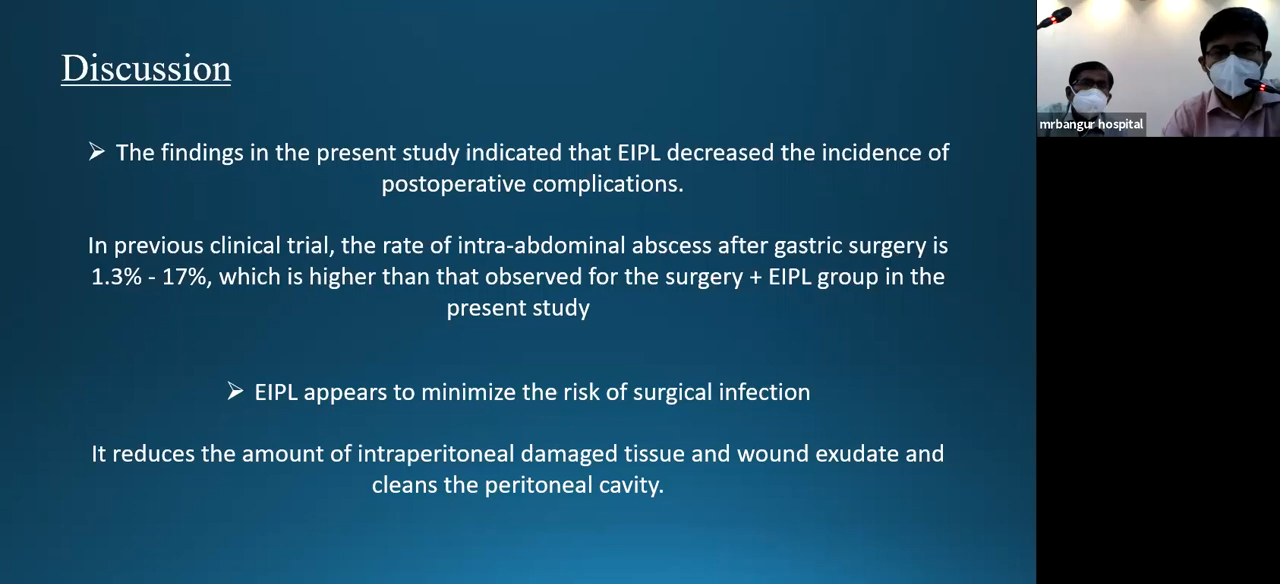 Discussion
➢ The findings in the present study indicated that EIPL decreased the incidence of
postoperative complications.
In previous clinical trial, the rate of intra-abdominal abscess after gastric surgery is
1.3% - 17%, which is higher than that observed for the surgery + EIPL group in the
present study
➢ EIPL appears to minimize the risk of surgical infection
It reduces the amount of intraperitoneal damaged tissue and wound exudate and
cleans the peritoneal cavity.
mrbangur hospital